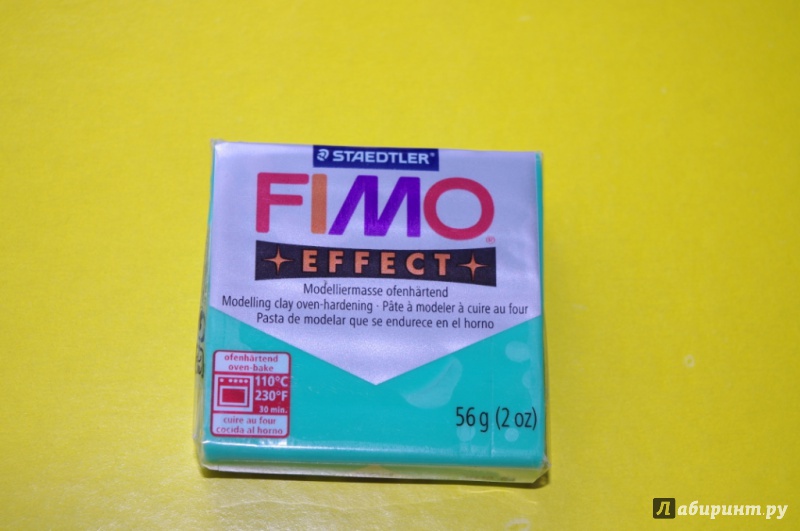 STAEDTLER®
FIMO®
EFFECT
Modelliermasse ofenhärtend
Modelling clay oven-hardening · Pâte à modeler à cuire au four
Pasta de modelar que se endurece en el horno
ofenhärtend
oven-bake
110°C
230°F
30 min.
cuire au four
cocida al horno
56 g (2 oz)
Лабиринт.ру